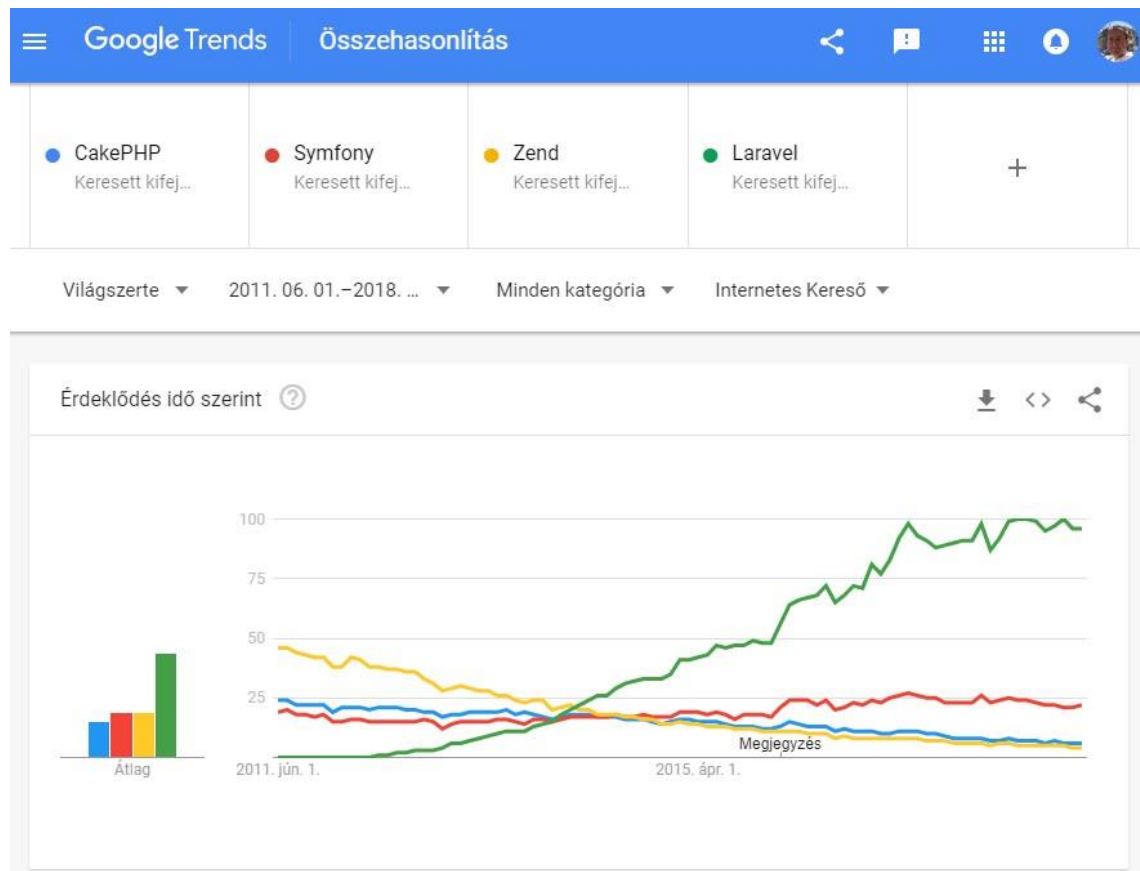 Google Trends Összehasonlítás
CakePHP Symfony Zend Laravel
Keresett kifej... Keresett kifej... Keresett kifej... Keresett kifej...
+
Világszerte 2011. 06. 01.–2018. ... Minden kategória Internetes Kereső
Érdeklődés idő szerint ?
<>
100
75
50
25
Megjegyzés
Átlag 2011. jún. 1. 2015. ápr. 1.